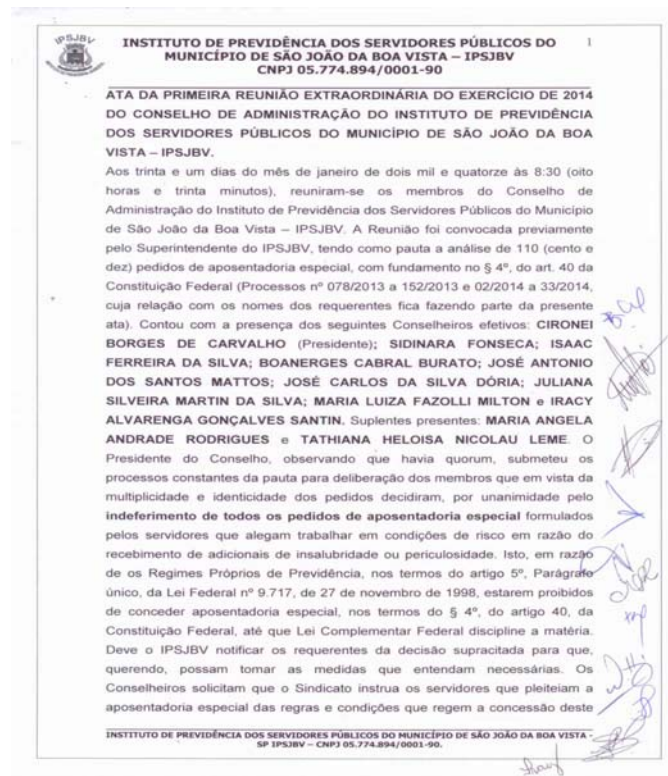 IPSJBV
INSTITUTO DE PREVIDÊNCIA DOS SERVIDORES PÚBLICOS DO
1
MUNICÍPIO DE SÃO JOÃO DA BOA VISTA – IPSJBV
CNPJ 05.774.894/0001-90
ATA DA PRIMEIRA REUNIÃO EXTRAORDINÁRIA DO EXERCÍCIO DE 2014
DO CONSELHO DE ADMINISTRAÇÃO DO INSTITUTO DE PREVIDÊNCIA
DOS SERVIDORES PÚBLICOS DO MUNICÍPIO DE SÃO JOÃO DA BOA
VISTA – IPSJBV.
Aos trinta e um dias do mês de janeiro de dois mil e quatorze às 8:30 (oito
horas e trinta minutos), reuniram-se os membros do Conselho de
Administração do Instituto de Previdência dos Servidores Públicos do Município
de São João da Boa Vista – IPSJBV. A Reunião foi convocada previamente
pelo Superintendente do IPSJBV, tendo como pauta a análise de 110 (cento e
dez) pedidos de aposentadoria especial, com fundamento no § 4º, do art. 40 da
Constituição Federal (Processos nº 078/2013 a 152/2013 e 02/2014 a 33/2014,
cuja relação com os nomes dos requerentes fica fazendo parte da presente
ata). Contou com a presença dos seguintes Conselheiros efetivos: CIRONEI
BORGES DE CARVALHO (Presidente); SIDINARA FONSECA; ISAAC
FERREIRA DA SILVA; BOANERGES CABRAL BURATO; JOSÉ ANTONIO
DOS SANTOS MATTOS; JOSÉ CARLOS DA SILVA DÓRIA; JULIANA
SILVEIRA MARTIN DA SILVA; MARIA LUIZA FAZOLLI MILTON e IRACY
ALVARENGA GONÇALVES SANTIN. Suplentes presentes: MARIA ANGELA
ANDRADE RODRIGUES e TATHIANA HELOISA NICOLAU LEME. O
Presidente do Conselho, observando que havia quorum, submeteu os
processos constantes da pauta para deliberação dos membros que em vista da
multiplicidade e identicidade dos pedidos decidiram, por unanimidade pelo
indeferimento de todos os pedidos de aposentadoria especial formulados
pelos servidores que alegam trabalhar em condições de risco em razão do
recebimento de adicionais de insalubridade ou periculosidade. Isto, em razão
de os Regimes Próprios de Previdência, nos termos do artigo 5º, Parágrafo
único, da Lei Federal nº 9.717, de 27 de novembro de 1998, estarem proibidos
de conceder aposentadoria especial, nos termos do § 4º, do artigo 40, da
Constituição Federal, até que Lei Complementar Federal discipline a matéria.
Deve o IPSJBV notificar os requerentes da decisão supracitada para que,
querendo, possam tomar as medidas que entendam necessárias. Os
Conselheiros solicitam que o Sindicato instrua os servidores que pleiteiam a
aposentadoria especial das regras e condições que regem a concessão deste
INSTITUTO DE PREVIDÊNCIA DOS SERVIDORES PÚBLICOS DO MUNICÍPIO DE SÃO JOÃO DA BOA VISTA -
SP IPSJBV – CNPJ 05.774.894/0001-90.